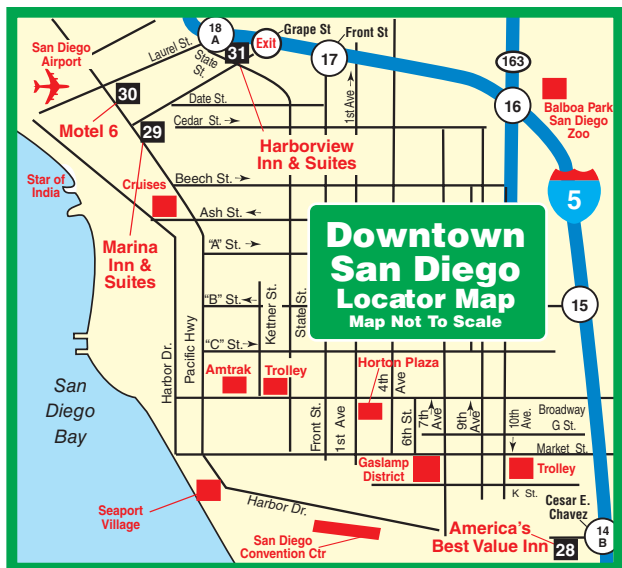 18
A
Grape St
Exit
Front St
17
San Diego
Airport
Laurel St.
State
St.
31
163
30
Date St.
1st Ave
16
Balboa Park
San Diego
Zoo
Motel 6
29
Cedar St.
Harborview
Inn & Suites
Star of
India
Cruises
Beech St.
5
Ash St.
Marina
Inn &
Suites
"A" St.
Downtown
San Diego
Locator Map
Map Not To Scale
"B" St.
Kettner St.
State St.
15
Harbor Dr.
Pacific Hwy
"C" St.
Amtrak
Trolley
Horton Plaza
4th
Ave
San
Diego
Bay
Front St.
1st Ave
6th St.
7th
Ave
9th
Ave
10th
Ave.
Broadway
G St.
Market St.
Gaslamp
District
Trolley
K St.
Seaport
Village
Harbor Dr.
San Diego
Convention Ctr
Cesar E.
Chavez
America's
Best Value Inn
28
14
B